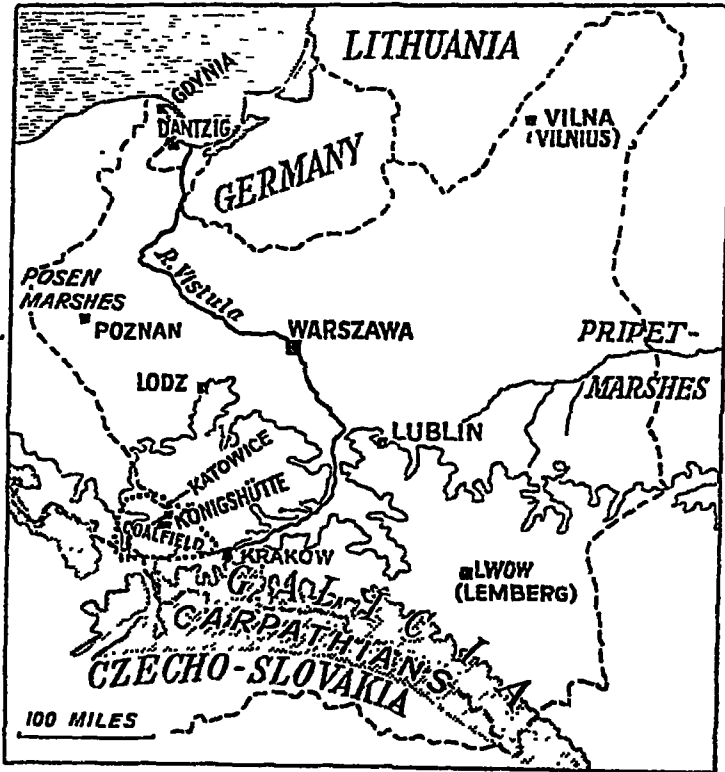 LITHUANIA
GDYNIA
DANTZIG
VILNA
(VILNIUS)
GERMANY
R. Vistula
POSEN
MARSHES
POZNAN
WARSZAWA
PRIPET-
MARSHES
LODZ
LUBLIN
KATOWICE
KÖNIGSHÜTTE
COALFIELD
KRAKOW
LWOW
(LEMBERG)
GALICIA
CARPATHIANS
CZECHO-SLOVAKIA
100 MILES